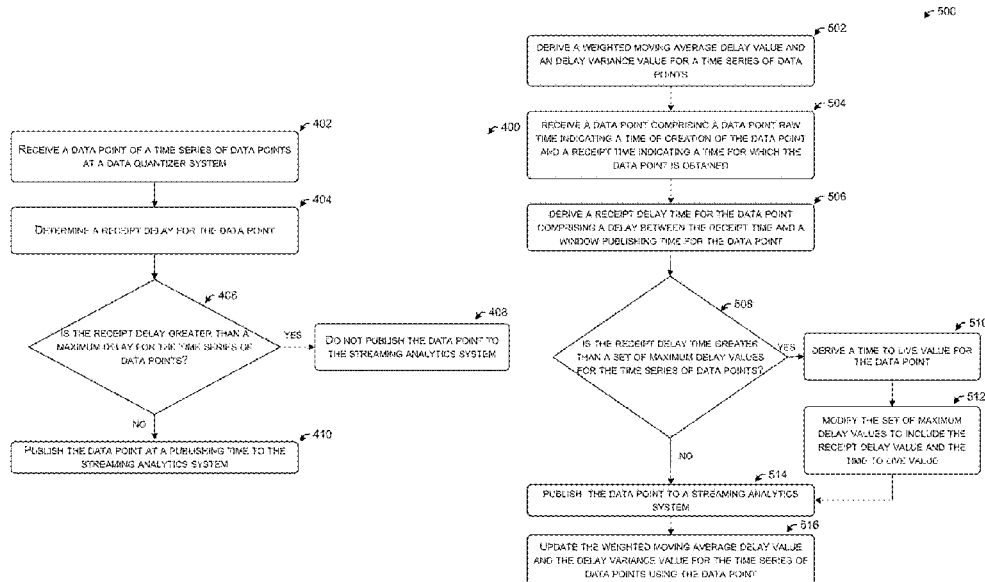 402
RECEIVE A DATA POINT OF A TIME SERIES OF DATA POINTS
AT A DATA QUANTIZER SYSTEM
400
404
DETERMINE A RECEIPT DELAY FOR THE DATA POINT
406
IS THE RECEIPT DELAY GREATER THAN A
MAXIMUM DELAY FOR THE TIME SERIES OF
DATA POINTS?
YES
408
DO NOT PUBLISH THE DATA POINT TO
THE STREAMING ANALYTICS SYSTEM
NO
410
PUBLISH THE DATA POINT AT A PUBLISHING TIME TO THE
STREAMING ANALYTICS SYSTEM
500
502
DERIVE A WEIGHTED MOVING AVERAGE DELAY VALUE AND
AN DELAY VARIANCE VALUE FOR A TIME SERIES OF DATA
POINTS
504
RECEIVE A DATA POINT COMPRISING A DATA POINT RAW
TIME INDICATING A TIME OF CREATION OF THE DATA POINT
AND A RECEIPT TIME INDICATING A TIME FOR WHICH THE
DATA POINT IS OBTAINED
506
DERIVE A RECEIPT DELAY TIME FOR THE DATA POINT
COMPRISING A DELAY BETWEEN THE RECEIPT TIME AND A
WINDOW PUBLISHING TIME FOR THE DATA POINT
508
IS THE RECEIPT DELAY TIME GREATER
THAN A SET OF MAXIMUM DELAY VALUES
FOR THE TIME SERIES OF DATA POINTS?
YES
510
DERIVE A TIME TO LIVE VALUE FOR
THE DATA POINT
512
MODIFY THE SET OF MAXIMUM
DELAY VALUES TO INCLUDE THE
RECEIPT DELAY VALUE AND THE
TIME TO LIVE VALUE
NO
514
PUBLISH THE DATA POINT TO A STREAMING ANALYTICS
SYSTEM
516
UPDATE THE WEIGHTED MOVING AVERAGE DELAY VALUE
AND THE DELAY VARIANCE VALUE FOR THE TIME SERIES OF
DATA POINTS USING THE DATA POINT